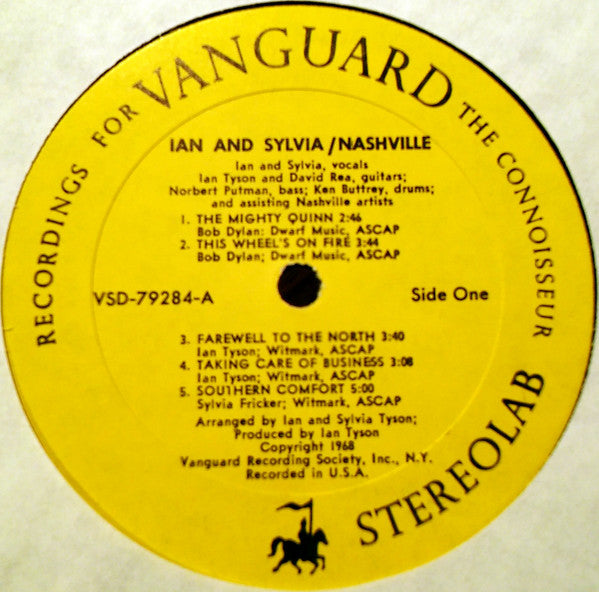 RECORDINGS FOR VANGUARD THE CONNOISSEUR
IAN AND SYLVIA/NASHVILLE
Ian and Sylvia, vocals
Ian Tyson and David Rea, guitars;
Norbert Putman, bass; Ken Buttrey, drums;
and assisting Nashville artists
1. THE MIGHTY QUINN 2:46
Bob Dylan; Dwarf Music, ASCAP
2. THIS WHEEL'S ON FIRE 3:44
Bob Dylan; Dwarf Music, ASCAP
VSD-79284-A
Side One
3. FAREWELL TO THE NORTH 3:40
Ian Tyson; Witmark, ASCAP
4. TAKING CARE OF BUSINESS 3:08
Ian Tyson; Witmark, ASCAP
5. SOUTHERN COMFORT 5:00
Sylvia Fricker; Witmark, ASCAP
Arranged by Ian and Sylvia Tyson;
Produced by Ian Tyson
Copyright 1968
Vanguard Recording Society, Inc., N.Y.
Recorded in U.S.A.
STEREOLAB